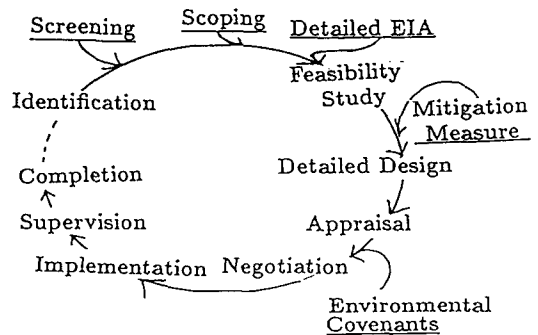 Screening
Scoping
Detailed EIA
Feasibility
Study
Identification
Mitigation
Measure
Detailed Design
Completion
Appraisal
Supervision
Implementation
Negotiation
Environmental
Covenants